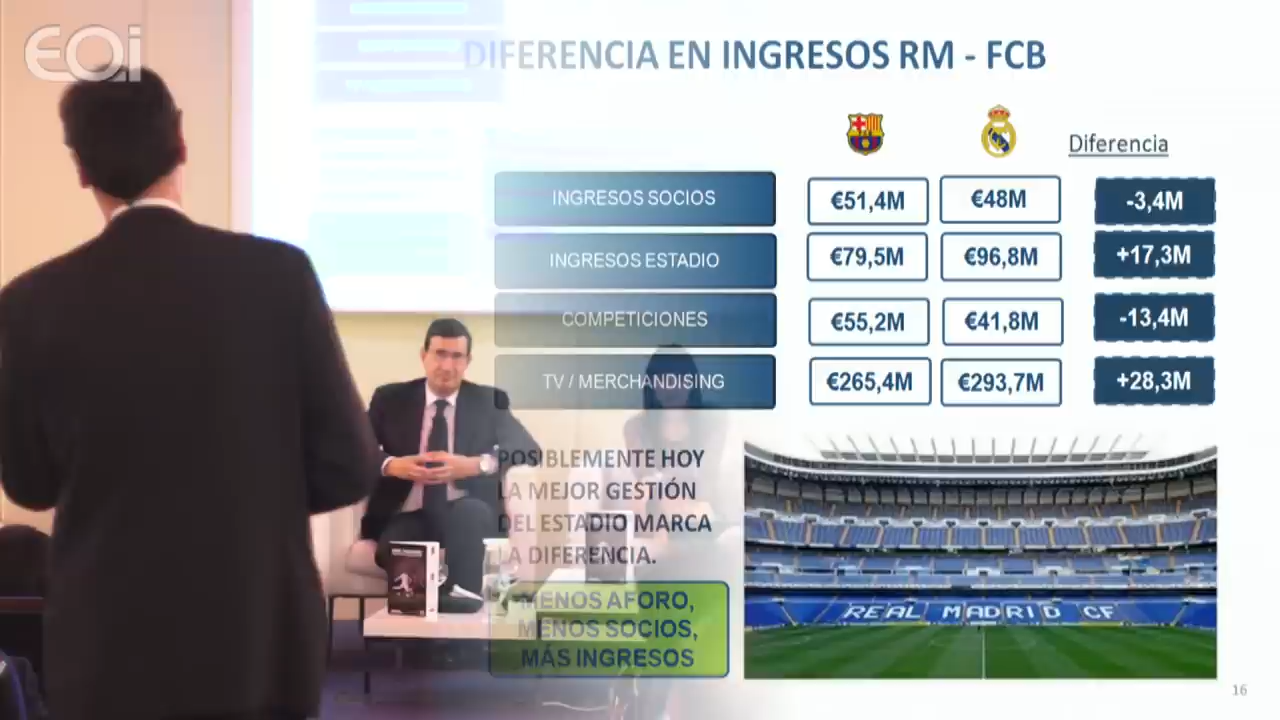 EOi
DIFERENCIA EN INGRESOS RM - FCB
Diferencia
INGRESOS SOCIOS €51,4M €48M -3,4M
INGRESOS ESTADIO €79,5M €96,8M +17,3M
COMPETICIONES €55,2M €41,8M -13,4M
TV / MERCHANDISING €265,4M €293,7M +28,3M
POSIBLEMENTE HOY
LA MEJOR GESTIÓN
DEL ESTADIO MARCA
LA DIFERENCIA.
MENOS AFORO,
MENOS SOCIOS,
MÁS INGRESOS
REAL MADRID CF
16